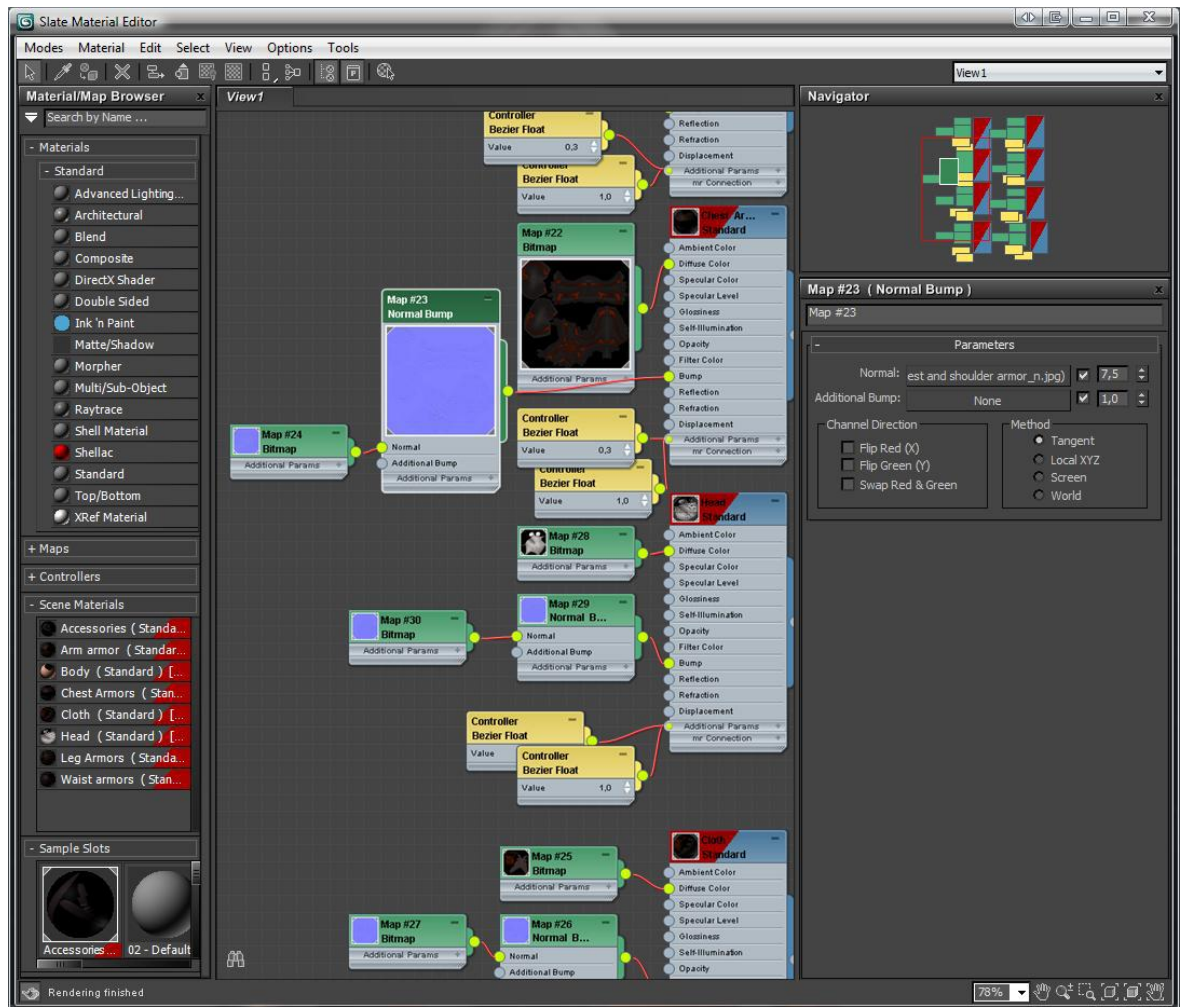 Slate Material Editor
Modes Material Edit Select View Options Tools
View1
Material/Map Browser
Search by Name ...
- Materials
- Standard
Advanced Lighting...
Architectural
Blend
Composite
DirectX Shader
Double Sided
Ink 'n Paint
Matte/Shadow
Morpher
Multi/Sub-Object
Raytrace
Shell Material
Shellac
Standard
Top/Bottom
XRef Material
+ Maps
+ Controllers
- Scene Materials
Accessories ( Standa...
Arm armor ( Standar...
Body ( Standard ) [...
Chest Armors ( Stan...
Cloth ( Standard ) [...
Head ( Standard ) [...
Leg Armors ( Standa...
Waist armors ( Stan...
- Sample Slots
Accessories...
02 - Default
View1
Controller
Bezier Float
Value 0,3
Controller
Bezier Float
Value 1,0
Reflection
Refraction
Displacement
Additional Params +
mr Connection +
Map #22
Bitmap
Additional Params +
Chest Ar...
Standard
Ambient Color
Diffuse Color
Specular Color
Specular Level
Glossiness
Self-Illumination
Opacity
Filter Color
Bump
Reflection
Refraction
Displacement
Additional Params +
mr Connection +
Map #23
Normal Bump
Normal
Additional Bump
Additional Params +
Map #24
Bitmap
Additional Params +
Controller
Bezier Float
Value 0,3
Controller
Bezier Float
Value 1,0
Head
Standard
Ambient Color
Diffuse Color
Specular Color
Specular Level
Glossiness
Self-Illumination
Opacity
Filter Color
Bump
Reflection
Refraction
Displacement
Additional Params +
mr Connection +
Map #28
Bitmap
Additional Params +
Map #29
Normal B...
Normal
Additional Bump
Additional Params +
Map #30
Bitmap
Additional Params +
Controller
Bezier Float
Value
Controller
Bezier Float
Value 1,0
Cloth
Standard
Ambient Color
Diffuse Color
Specular Color
Specular Level
Glossiness
Self-Illumination
Opacity
Map #25
Bitmap
Additional Params +
Map #26
Normal B...
Normal
Additional Bump
Map #27
Bitmap
Additional Params +
Navigator
Map #23 ( Normal Bump )
Map #23
- Parameters
Normal: est and shoulder armor_n.jpg) 7,5
Additional Bump: None 1,0
Channel Direction
Flip Red (X)
Flip Green (Y)
Swap Red & Green
Method
Tangent
Local XYZ
Screen
World
Rendering finished
78%